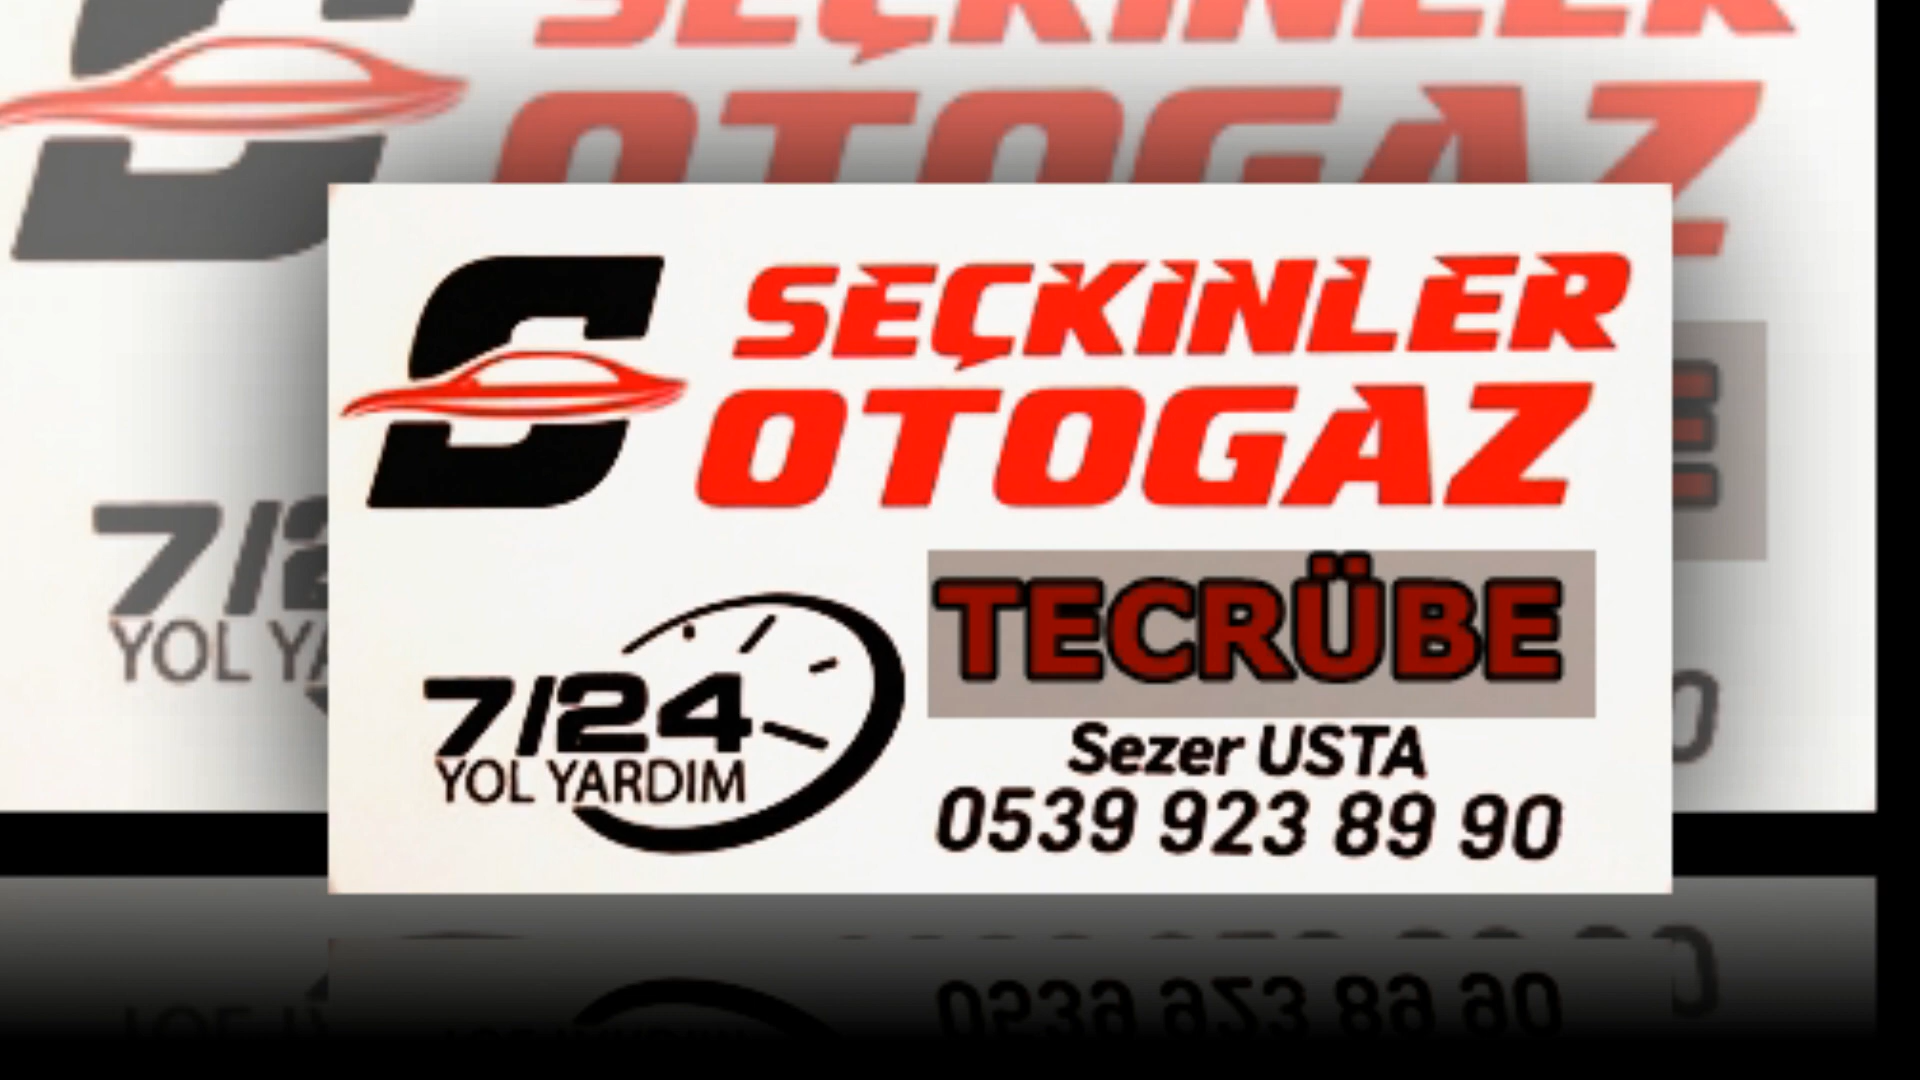 SEÇKİNLER
OTOGAZ
TECRÜBE
7/24
YOL YARDIM
Sezer USTA
0539 923 89 90